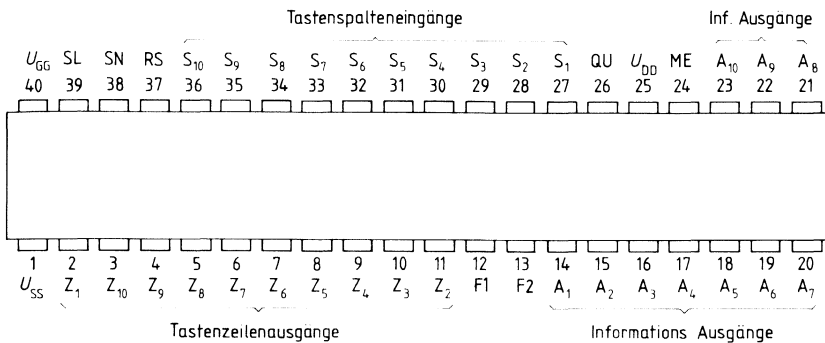 Tastenspalteneingänge Inf. Ausgänge
U_GG SL SN RS S_10 S_9 S_8 S_7 S_6 S_5 S_4 S_3 S_2 S_1 QU U_DD ME A_10 A_9 A_8
40 39 38 37 36 35 34 33 32 31 30 29 28 27 26 25 24 23 22 21
1 2 3 4 5 6 7 8 9 10 11 12 13 14 15 16 17 18 19 20
U_SS Z_1 Z_10 Z_9 Z_8 Z_7 Z_6 Z_5 Z_4 Z_3 Z_2 F1 F2 A_1 A_2 A_3 A_4 A_5 A_6 A_7
Tastenzeilenausgänge Informations Ausgänge